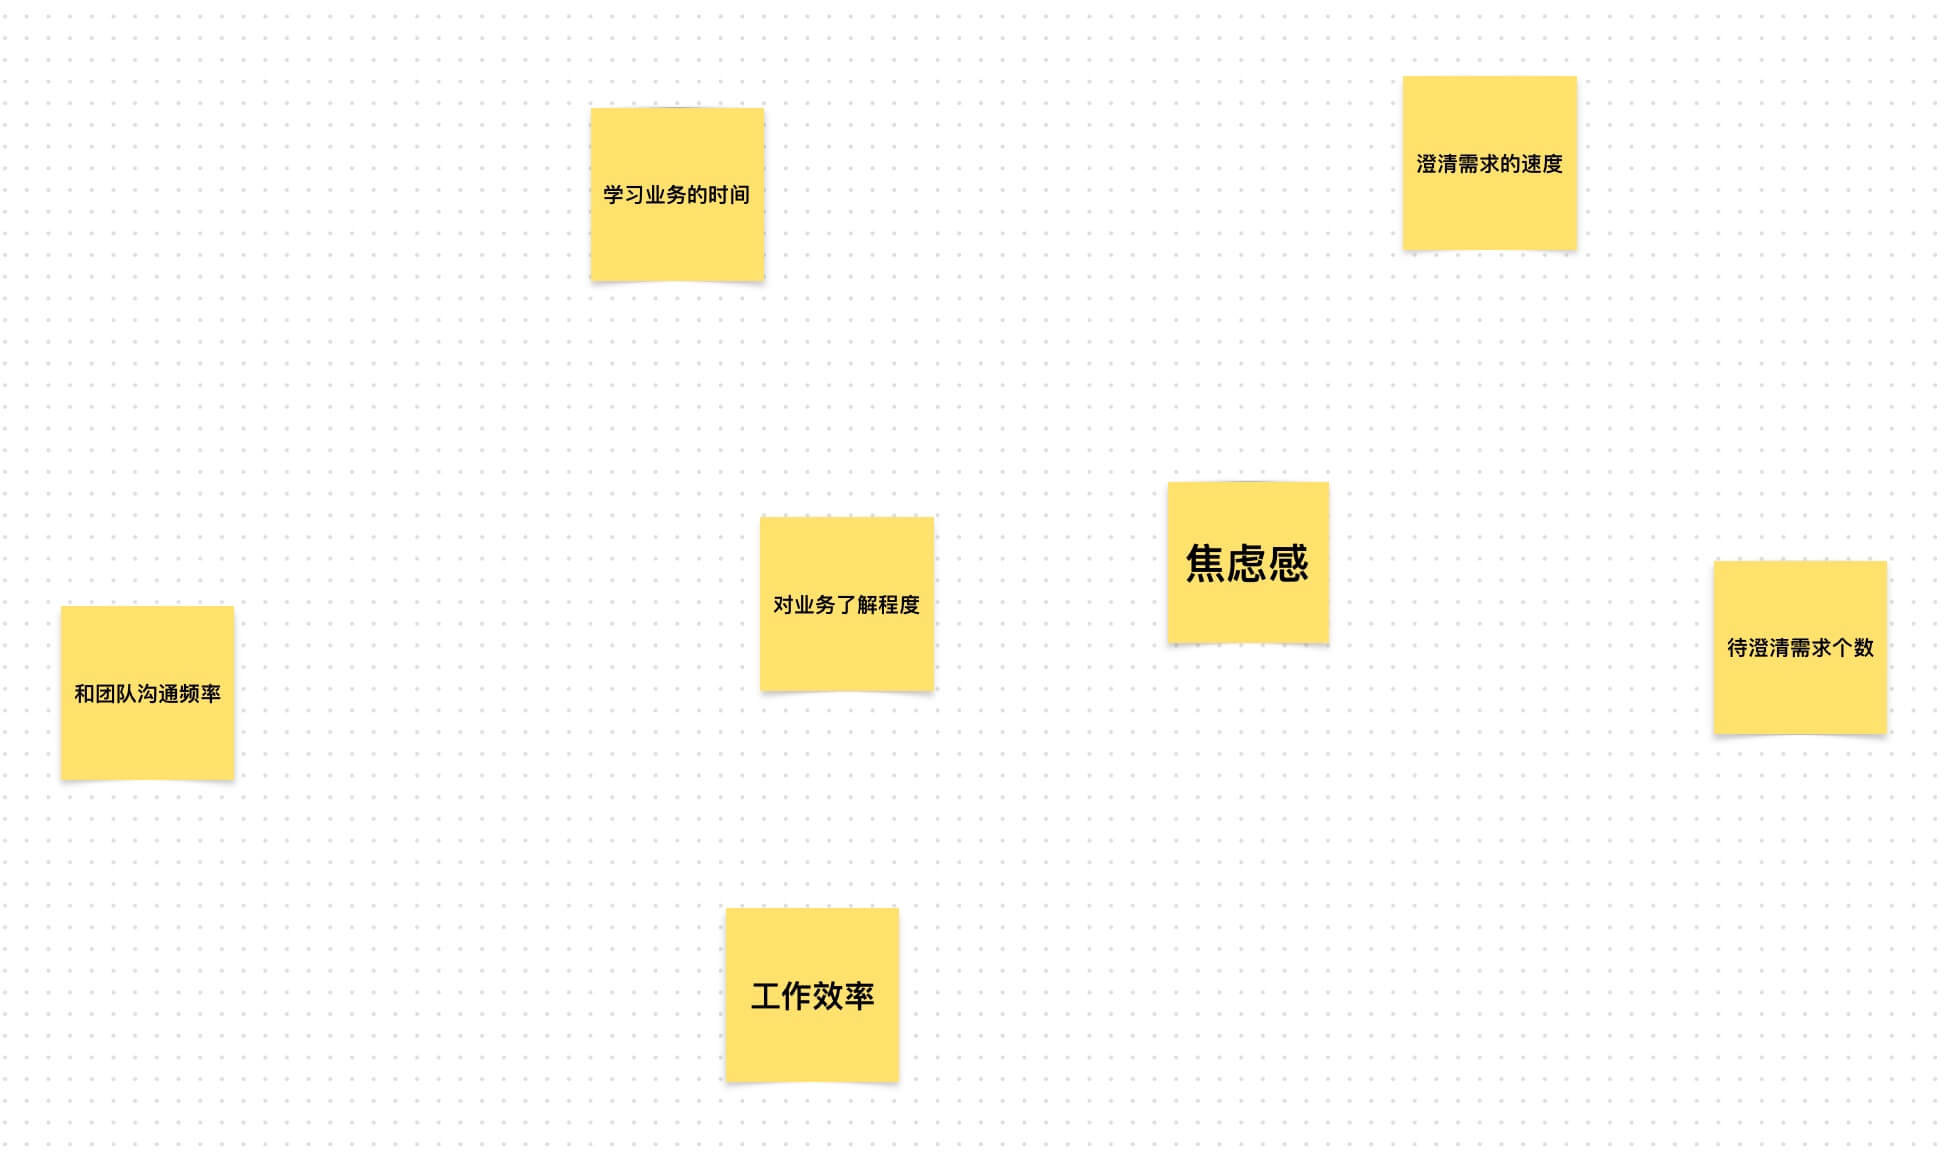 澄清需求的速度
学习业务的时间
焦虑感
对业务了解程度
待澄清需求个数
和团队沟通频率
工作效率